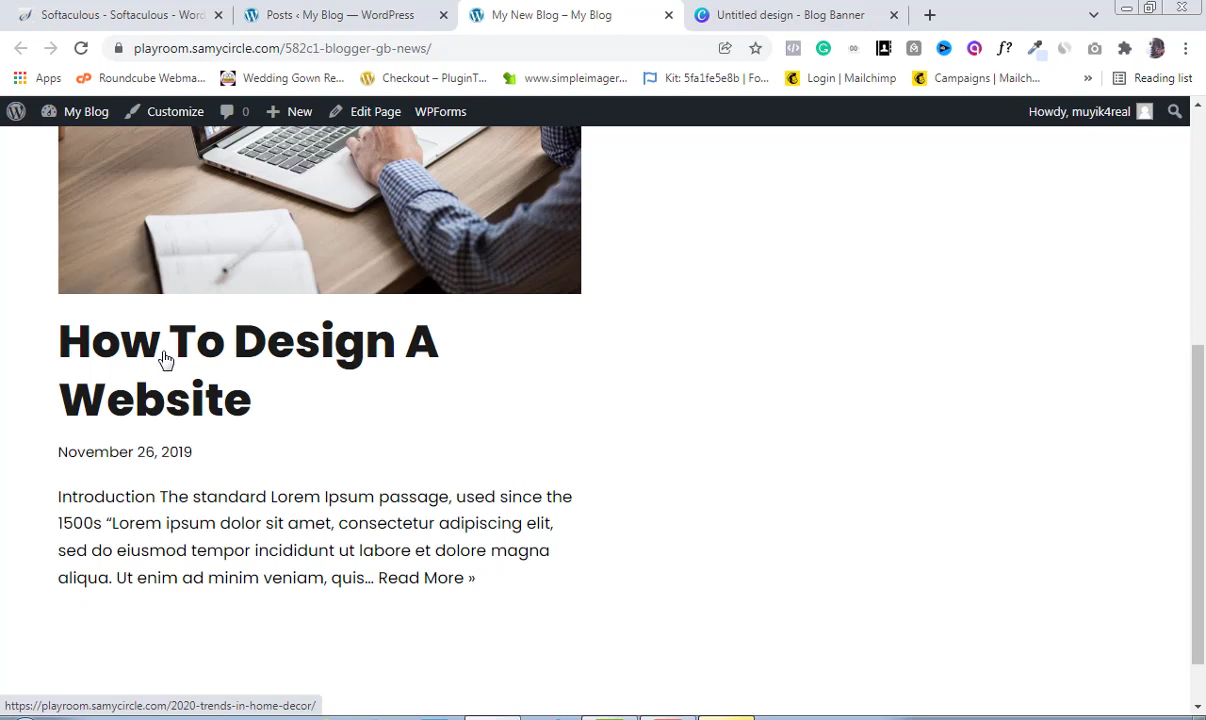 Softaculous - Softaculous - Word
Posts ‹ My Blog — WordPress
My New Blog – My Blog
Untitled design - Blog Banner
playroom.samycircle.com/582c1-blogger-gb-news/
Apps
Roundcube Webma...
Wedding Gown Re...
Checkout – PluginT...
www.simpleimager...
Kit: 5fa1fe5e8b | Fo...
Login | Mailchimp
Campaigns | Mailch...
»
Reading list
My Blog
Customize
0
New
Edit Page
WPForms
Howdy, muyik4real
How To Design A
Website
November 26, 2019
Introduction The standard Lorem Ipsum passage, used since the
1500s “Lorem ipsum dolor sit amet, consectetur adipiscing elit,
sed do eiusmod tempor incididunt ut labore et dolore magna
aliqua. Ut enim ad minim veniam, quis... Read More »
https://playroom.samycircle.com/2020-trends-in-home-decor/